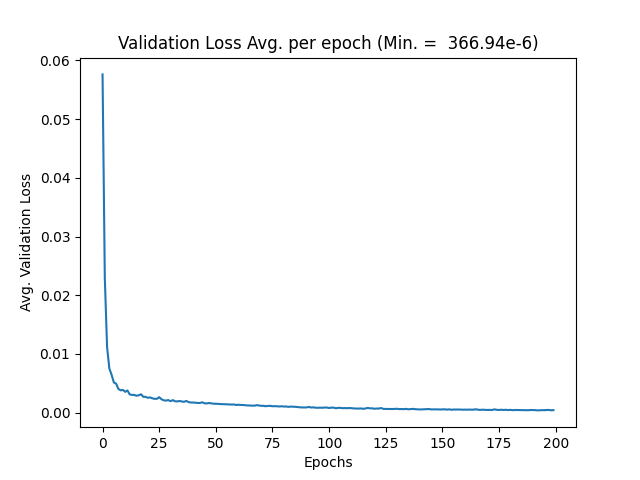 Validation Loss Avg. per epoch (Min. =  366.94e-6)
0.06
0.05
0.04
0.03
0.02
0.01
0.00
Avg. Validation Loss
0 25 50 75 100 125 150 175 200
Epochs